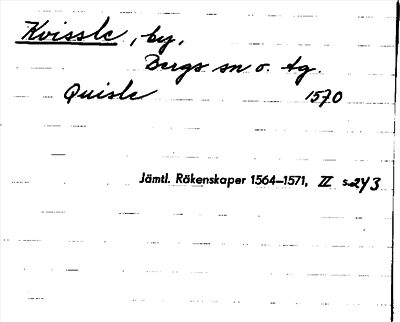 Kvissle, by,
Bergs sn o. tg.
Quisle 1570
Jämtl. Räkenskaper 1564–1571, II s. 243